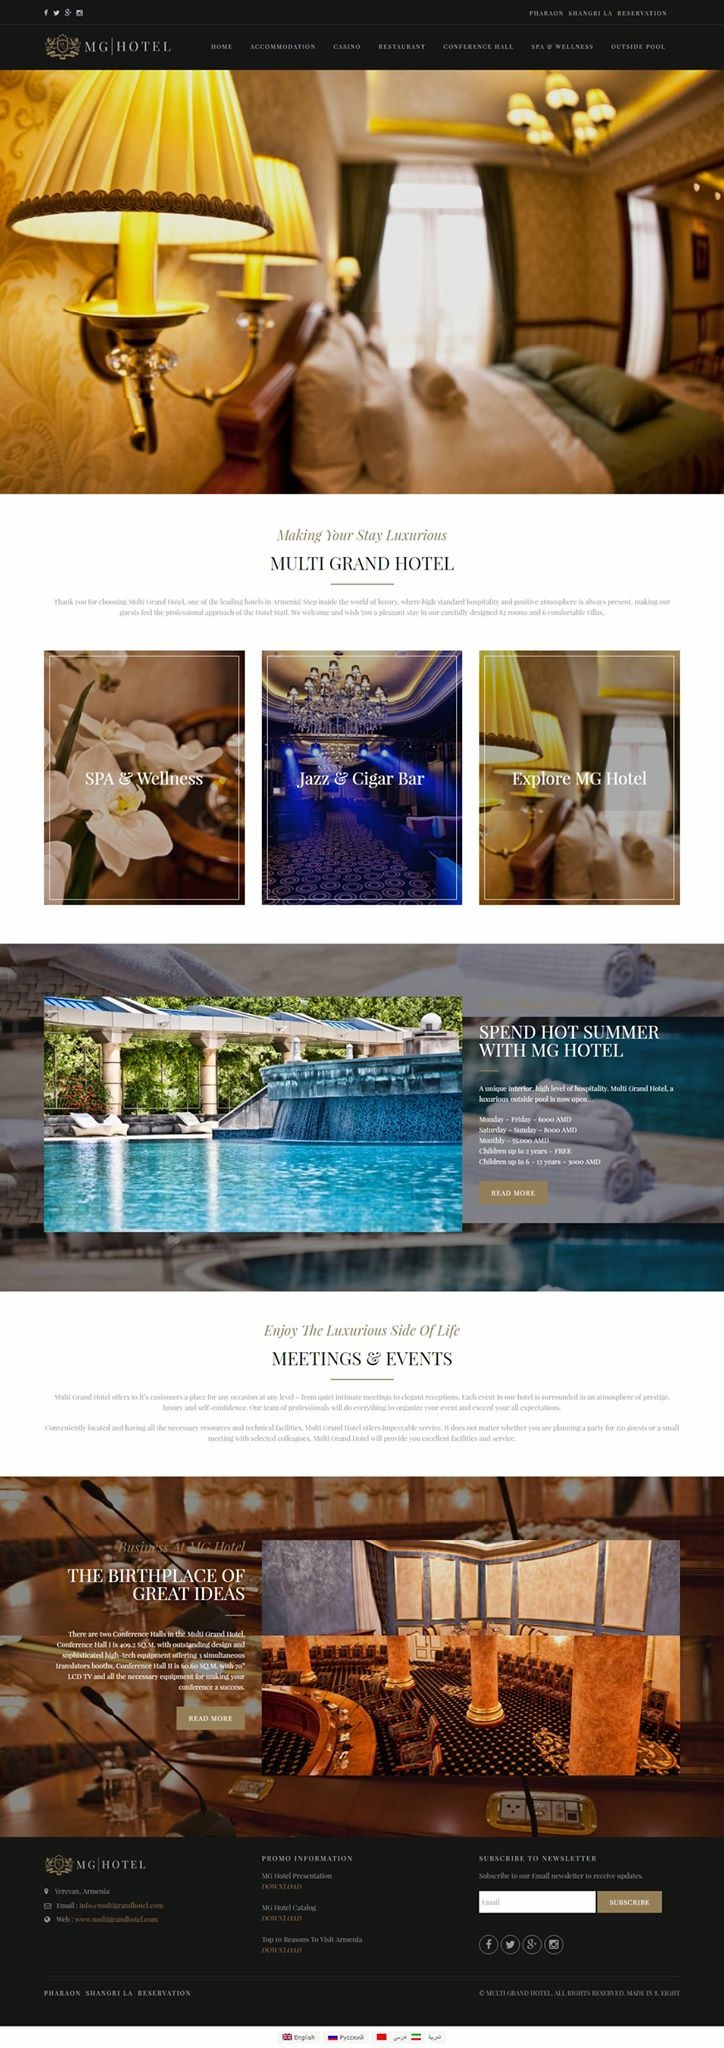 PHARAON SHANGRI LA RESERVATION
MG|HOTEL
HOME ACCOMMODATION CASINO RESTAURANT CONFERENCE HALL SPA & WELLNESS OUTSIDE POOL
Making Your Stay Luxurious
MULTI GRAND HOTEL
Thank you for choosing Multi Grand Hotel, one of the leading hotels in Armenia! Step inside the world of luxury, where high standard hospitality and positive atmosphere is always present, making our
guests feel the professional approach of the Hotel Staff. We welcome and wish You a pleasant stay in our carefully designed 82 rooms and 6 comfortable villas.
SPA & Wellness
Jazz & Cigar Bar
Explore MG Hotel
SPEND HOT SUMMER
WITH MG HOTEL
A unique interior, high level of hospitality. Multi Grand Hotel, a
luxurious outside pool is now open...
Monday – Friday – 6000 AMD
Saturday – Sunday – 8000 AMD
Monthly – 55.000 AMD
Children up to 2 years – FREE
Children up to 6 – 12 years – 3000 AMD
READ MORE
Enjoy The Luxurious Side Of Life
MEETINGS & EVENTS
Multi Grand Hotel offers to it's customers a place for any occasion at any level – from quiet intimate meetings to elegant receptions. Each event in our hotel is surrounded in an atmosphere of prestige,
luxury and self-confidence. Our team of professionals will do everything to organize your event and exceed your all expectations.
Conveniently located and having all the necessary resources and technical facilities, Multi Grand Hotel offers impeccable service. It does not matter whether you are planning a party for 150 guests or a small
meeting with selected colleagues, Multi Grand Hotel will provide you excellent facilities and service.
Business At MG Hotel
THE BIRTHPLACE OF
GREAT IDEAS
There are two Conference Halls in the Multi Grand Hotel.
Conference Hall I is 409.2 SQ.M. with outstanding design and
sophisticated high-tech equipment offering 3 simultaneous
translators booths, Conference Hall II is 60.60 SQ.M. with 70"
LCD TV and all the necessary equipment for making your
conference a success.
READ MORE
MG|HOTEL
Yerevan, Armenia
Email : info@multigrandhotel.com
Web : www.multigrandhotel.com
PROMO INFORMATION
MG Hotel Presentation
DOWNLOAD
MG Hotel Catalog
DOWNLOAD
Top 10 Reasons To Visit Armenia
DOWNLOAD
SUBSCRIBE TO NEWSLETTER
Subscribe to our Email newsletter to receive updates.
Email SUBSCRIBE
PHARAON SHANGRI LA RESERVATION
© MULTI GRAND HOTEL. ALL RIGHTS RESERVED. MADE IN S. EIGHT
English Русский فارسی العربية